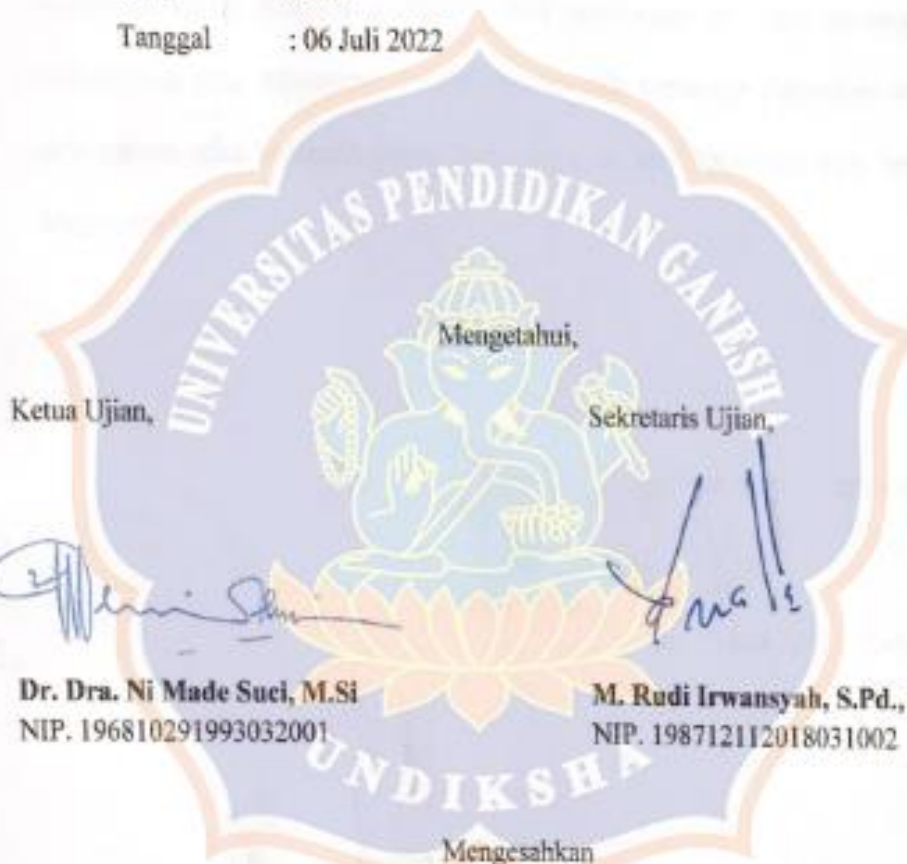 Tanggal : 06 Juli 2022
UNIVERSITAS PENDIDIKAN GANESHA
Mengetahui,
Ketua Ujian,
Sekretaris Ujian,
Dr. Dra. Ni Made Suci, M.Si
M. Rudi Irwansyah, S.Pd.,
NIP. 196810291993032001
NIP. 198712112018031002
UNDIKSHA
Mengesahkan